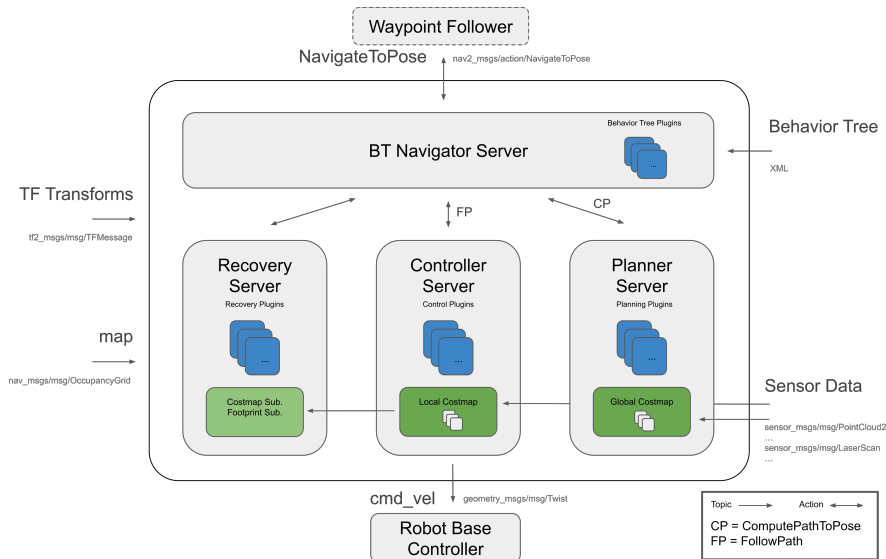 Waypoint Follower
NavigateToPose
nav2_msgs/action/NavigateToPose
Behavior Tree Plugins
BT Navigator Server
...
Behavior Tree
XML
TF Transforms
tf2_msgs/msg/TFMessage
FP
CP
Recovery
Server
Recovery Plugins
...
Controller
Server
Control Plugins
...
Planner
Server
Planning Plugins
...
map
nav_msgs/msg/OccupancyGrid
Costmap Sub.
Footprint Sub.
Local Costmap
Global Costmap
Sensor Data
sensor_msgs/msg/PointCloud2
...
sensor_msgs/msg/LaserScan
...
cmd_vel
geometry_msgs/msg/Twist
Robot Base
Controller
Topic
Action
CP = ComputePathToPose
FP = FollowPath